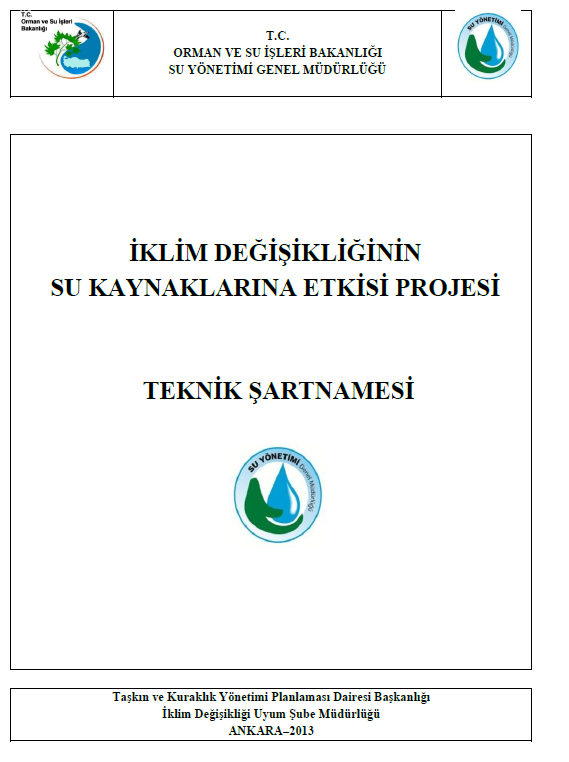 T.C.
Orman ve Su İşleri
Bakanlığı
T.C.
ORMAN VE SU İŞLERİ BAKANLIĞI
SU YÖNETİMİ GENEL MÜDÜRLÜĞÜ
SU YÖNETİMİ Genel Müdürlüğü
İKLİM DEĞİŞİKLİĞİNİN
SU KAYNAKLARINA ETKİSİ PROJESİ
TEKNİK ŞARTNAMESİ
SU YÖNETİMİ Genel Müdürlüğü
Taşkın ve Kuraklık Yönetimi Planlaması Dairesi Başkanlığı
İklim Değişikliği Uyum Şube Müdürlüğü
ANKARA–2013